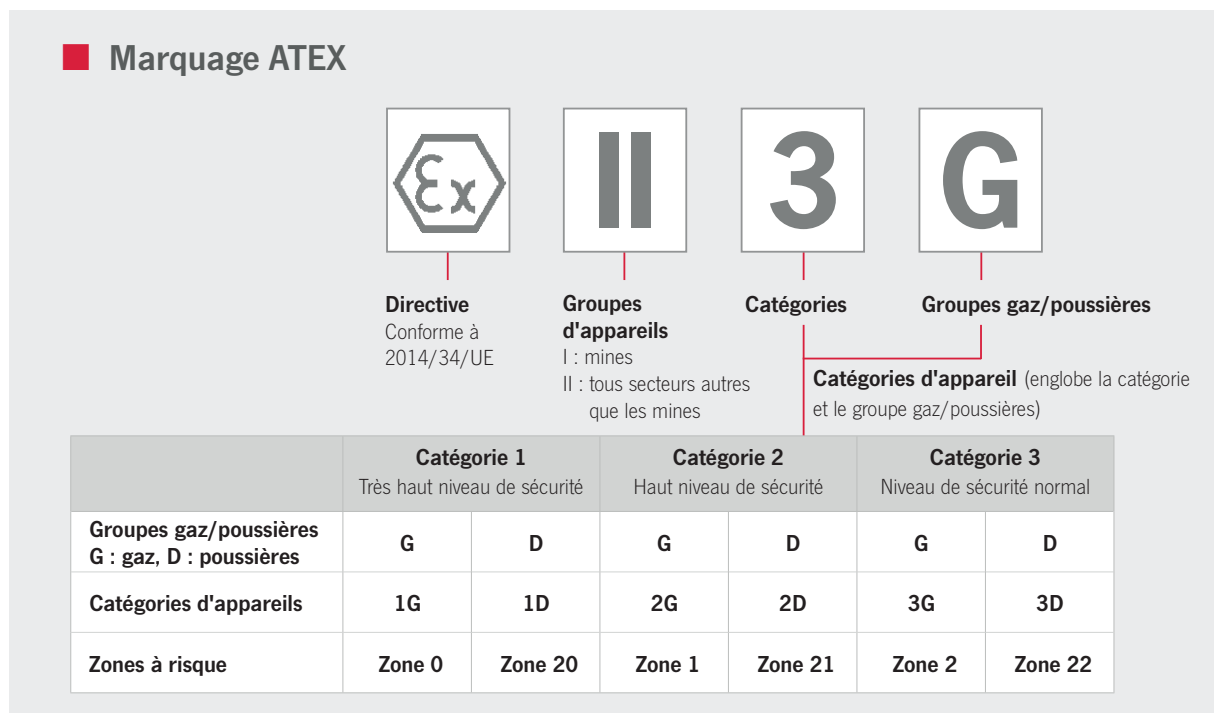 Marquage ATEX
Ex II 3 G
Directive
Conforme à
2014/34/UE
Groupes
d'appareils
I : mines
II : tous secteurs autres
que les mines
Catégories
Groupes gaz/poussières
Catégories d'appareil (englobe la catégorie
et le groupe gaz/poussières)
Catégorie 1 Catégorie 2 Catégorie 3
Très haut niveau de sécurité Haut niveau de sécurité Niveau de sécurité normal
Groupes gaz/poussières
G : gaz, D : poussières G D G D G D
Catégories d'appareils 1G 1D 2G 2D 3G 3D
Zones à risque Zone 0 Zone 20 Zone 1 Zone 21 Zone 2 Zone 22